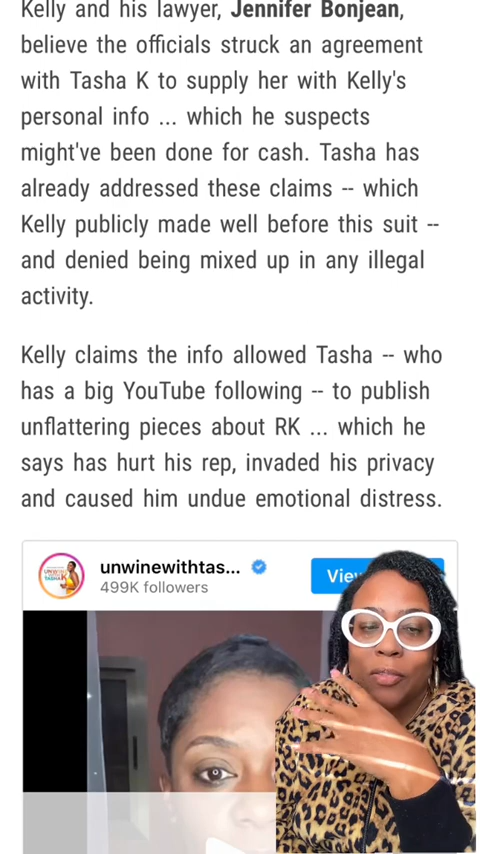 Kelly and his lawyer, Jennifer Bonjean,
believe the officials struck an agreement
with Tasha K to supply her with Kelly's
personal info ... which he suspects
might've been done for cash. Tasha has
already addressed these claims -- which
Kelly publicly made well before this suit --
and denied being mixed up in any illegal
activity.
Kelly claims the info allowed Tasha -- who
has a big YouTube following -- to publish
unflattering pieces about RK ... which he
says has hurt his rep, invaded his privacy
and caused him undue emotional distress.
unwinewithtas...
499K followers